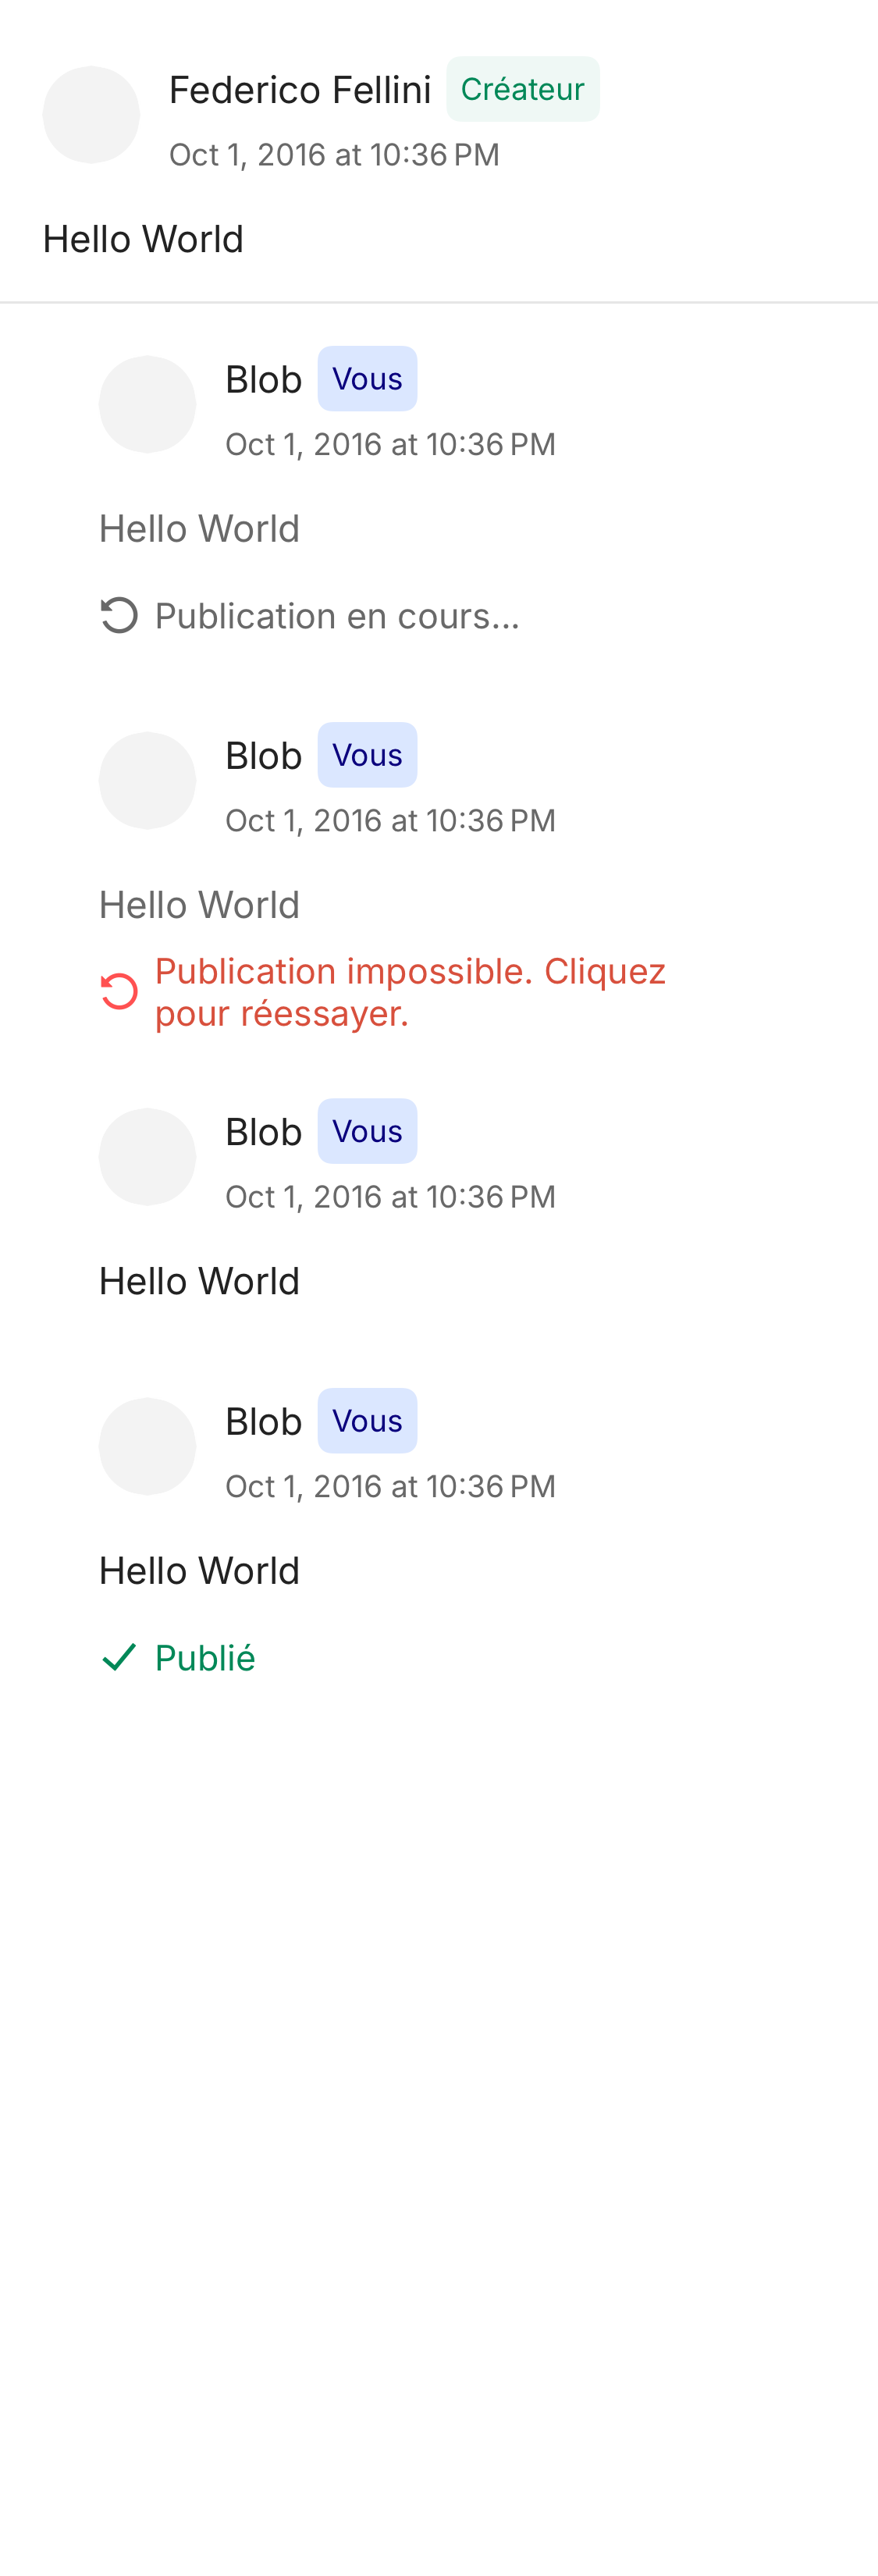 Federico Fellini Créateur
Oct 1, 2016 at 10:36 PM
Hello World
Blob Vous
Oct 1, 2016 at 10:36 PM
Hello World
Publication en cours...
Blob Vous
Oct 1, 2016 at 10:36 PM
Hello World
Publication impossible. Cliquez
pour réessayer.
Blob Vous
Oct 1, 2016 at 10:36 PM
Hello World
Blob Vous
Oct 1, 2016 at 10:36 PM
Hello World
Publié